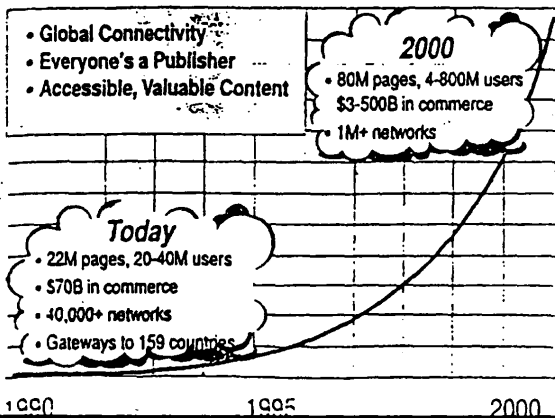 • Global Connectivity
• Everyone's a Publisher
• Accessible, Valuable Content
2000
• 80M pages, 4-800M users
$3-500B in commerce
• 1M+ networks
Today
• 22M pages, 20-40M users
• $70B in commerce
• 40,000+ networks
• Gateways to 159 countries
1990 1995 2000